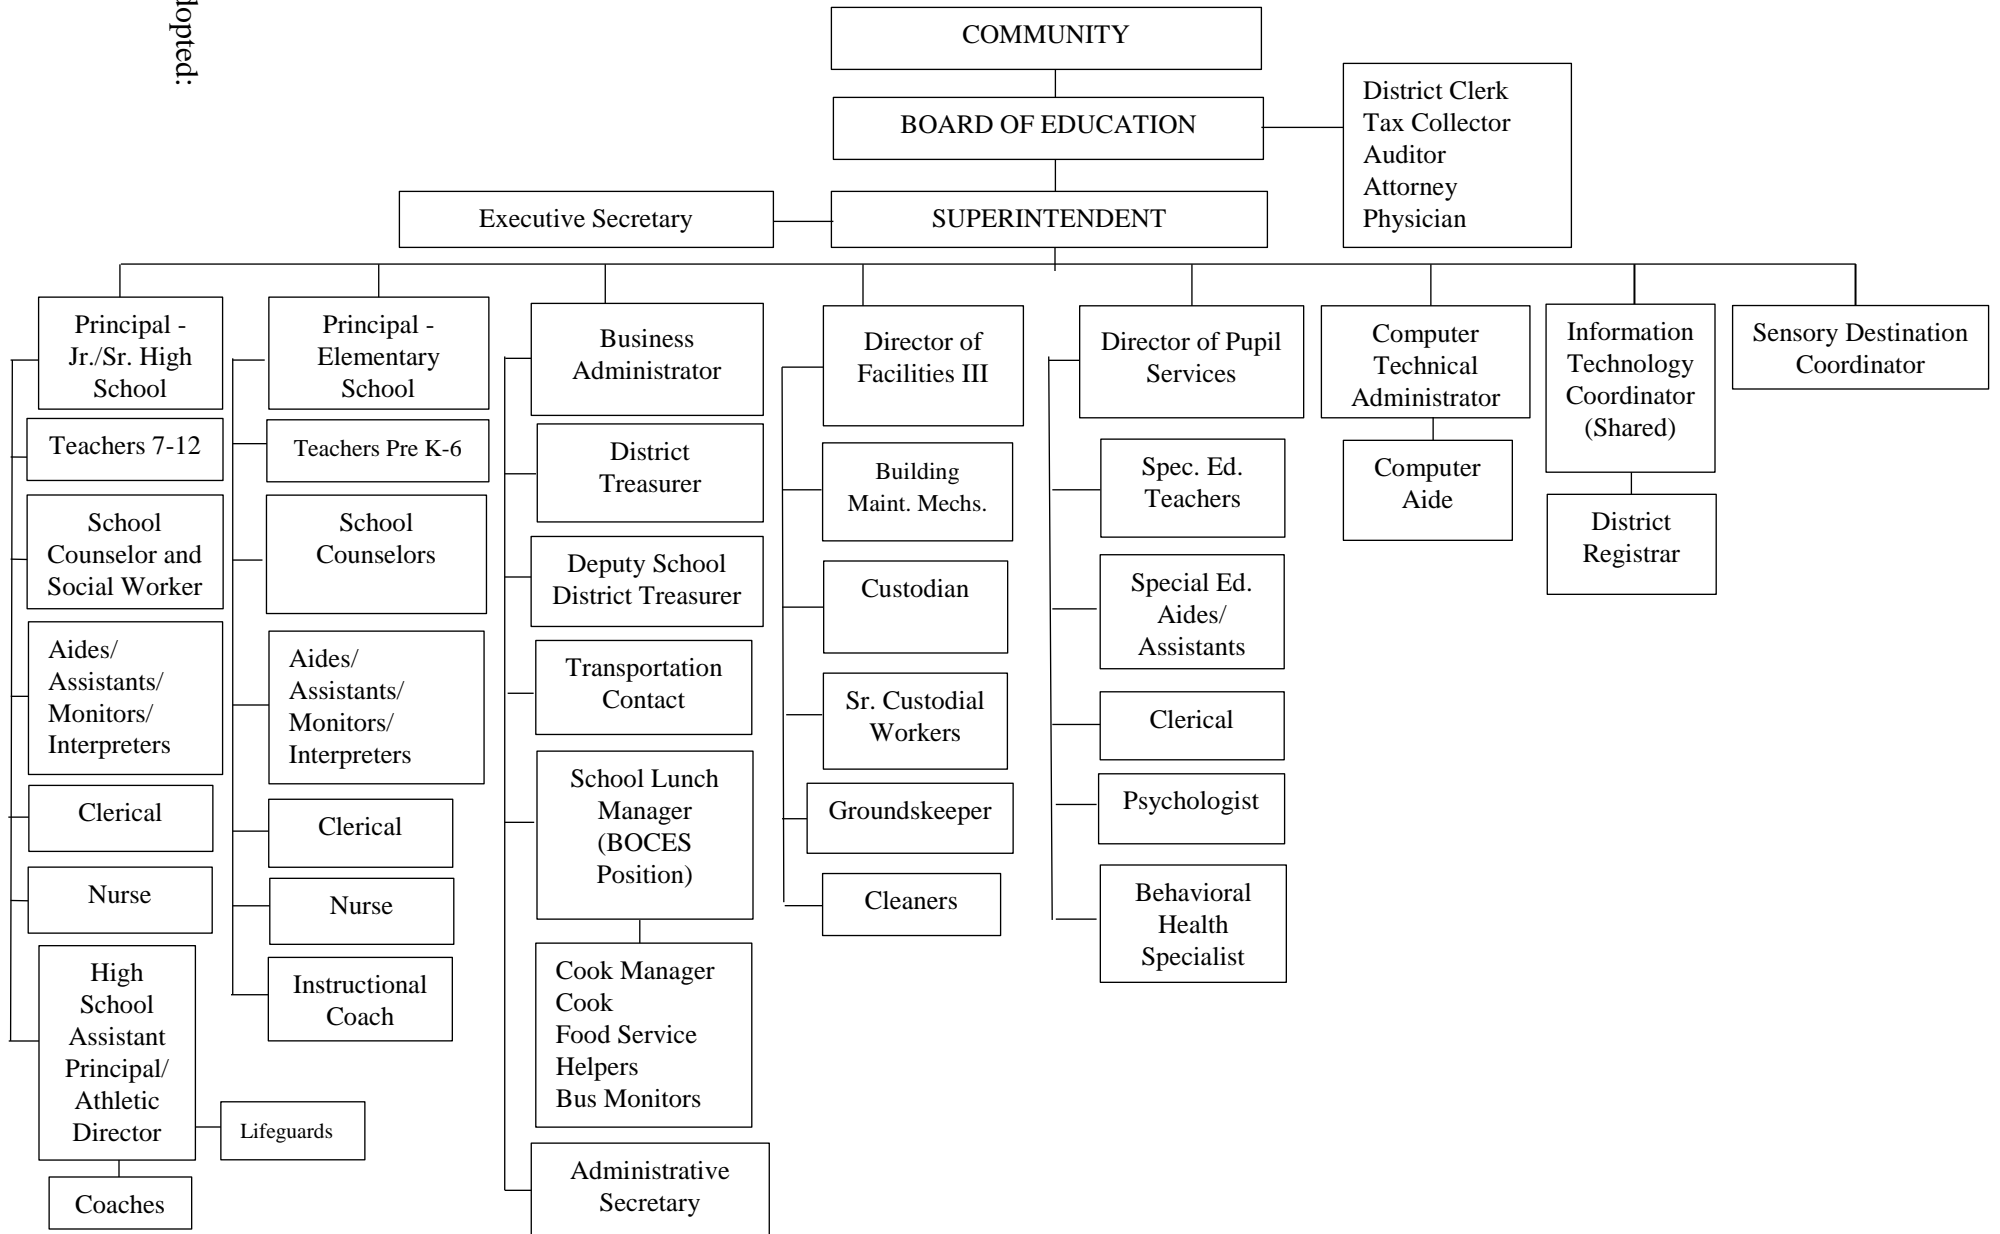 dopted:
COMMUNITY
BOARD OF EDUCATION
District Clerk
Tax Collector
Auditor
Attorney
Physician
Executive Secretary
SUPERINTENDENT
Principal -
Jr./Sr. High
School
Teachers 7-12
School
Counselor and
Social Worker
Aides/
Assistants/
Monitors/
Interpreters
Clerical
Nurse
High
School
Assistant
Principal/
Athletic
Director
Lifeguards
Coaches
Principal -
Elementary
School
Teachers Pre K-6
School
Counselors
Aides/
Assistants/
Monitors/
Interpreters
Clerical
Nurse
Instructional
Coach
Business
Administrator
District
Treasurer
Deputy School
District Treasurer
Transportation
Contact
School Lunch
Manager
(BOCES
Position)
Cook Manager
Cook
Food Service
Helpers
Bus Monitors
Administrative
Secretary
Director of
Facilities III
Building
Maint. Mechs.
Custodian
Sr. Custodial
Workers
Groundskeeper
Cleaners
Director of Pupil
Services
Spec. Ed.
Teachers
Special Ed.
Aides/
Assistants
Clerical
Psychologist
Behavioral
Health
Specialist
Computer
Technical
Administrator
Computer
Aide
Information
Technology
Coordinator
(Shared)
District
Registrar
Sensory Destination
Coordinator